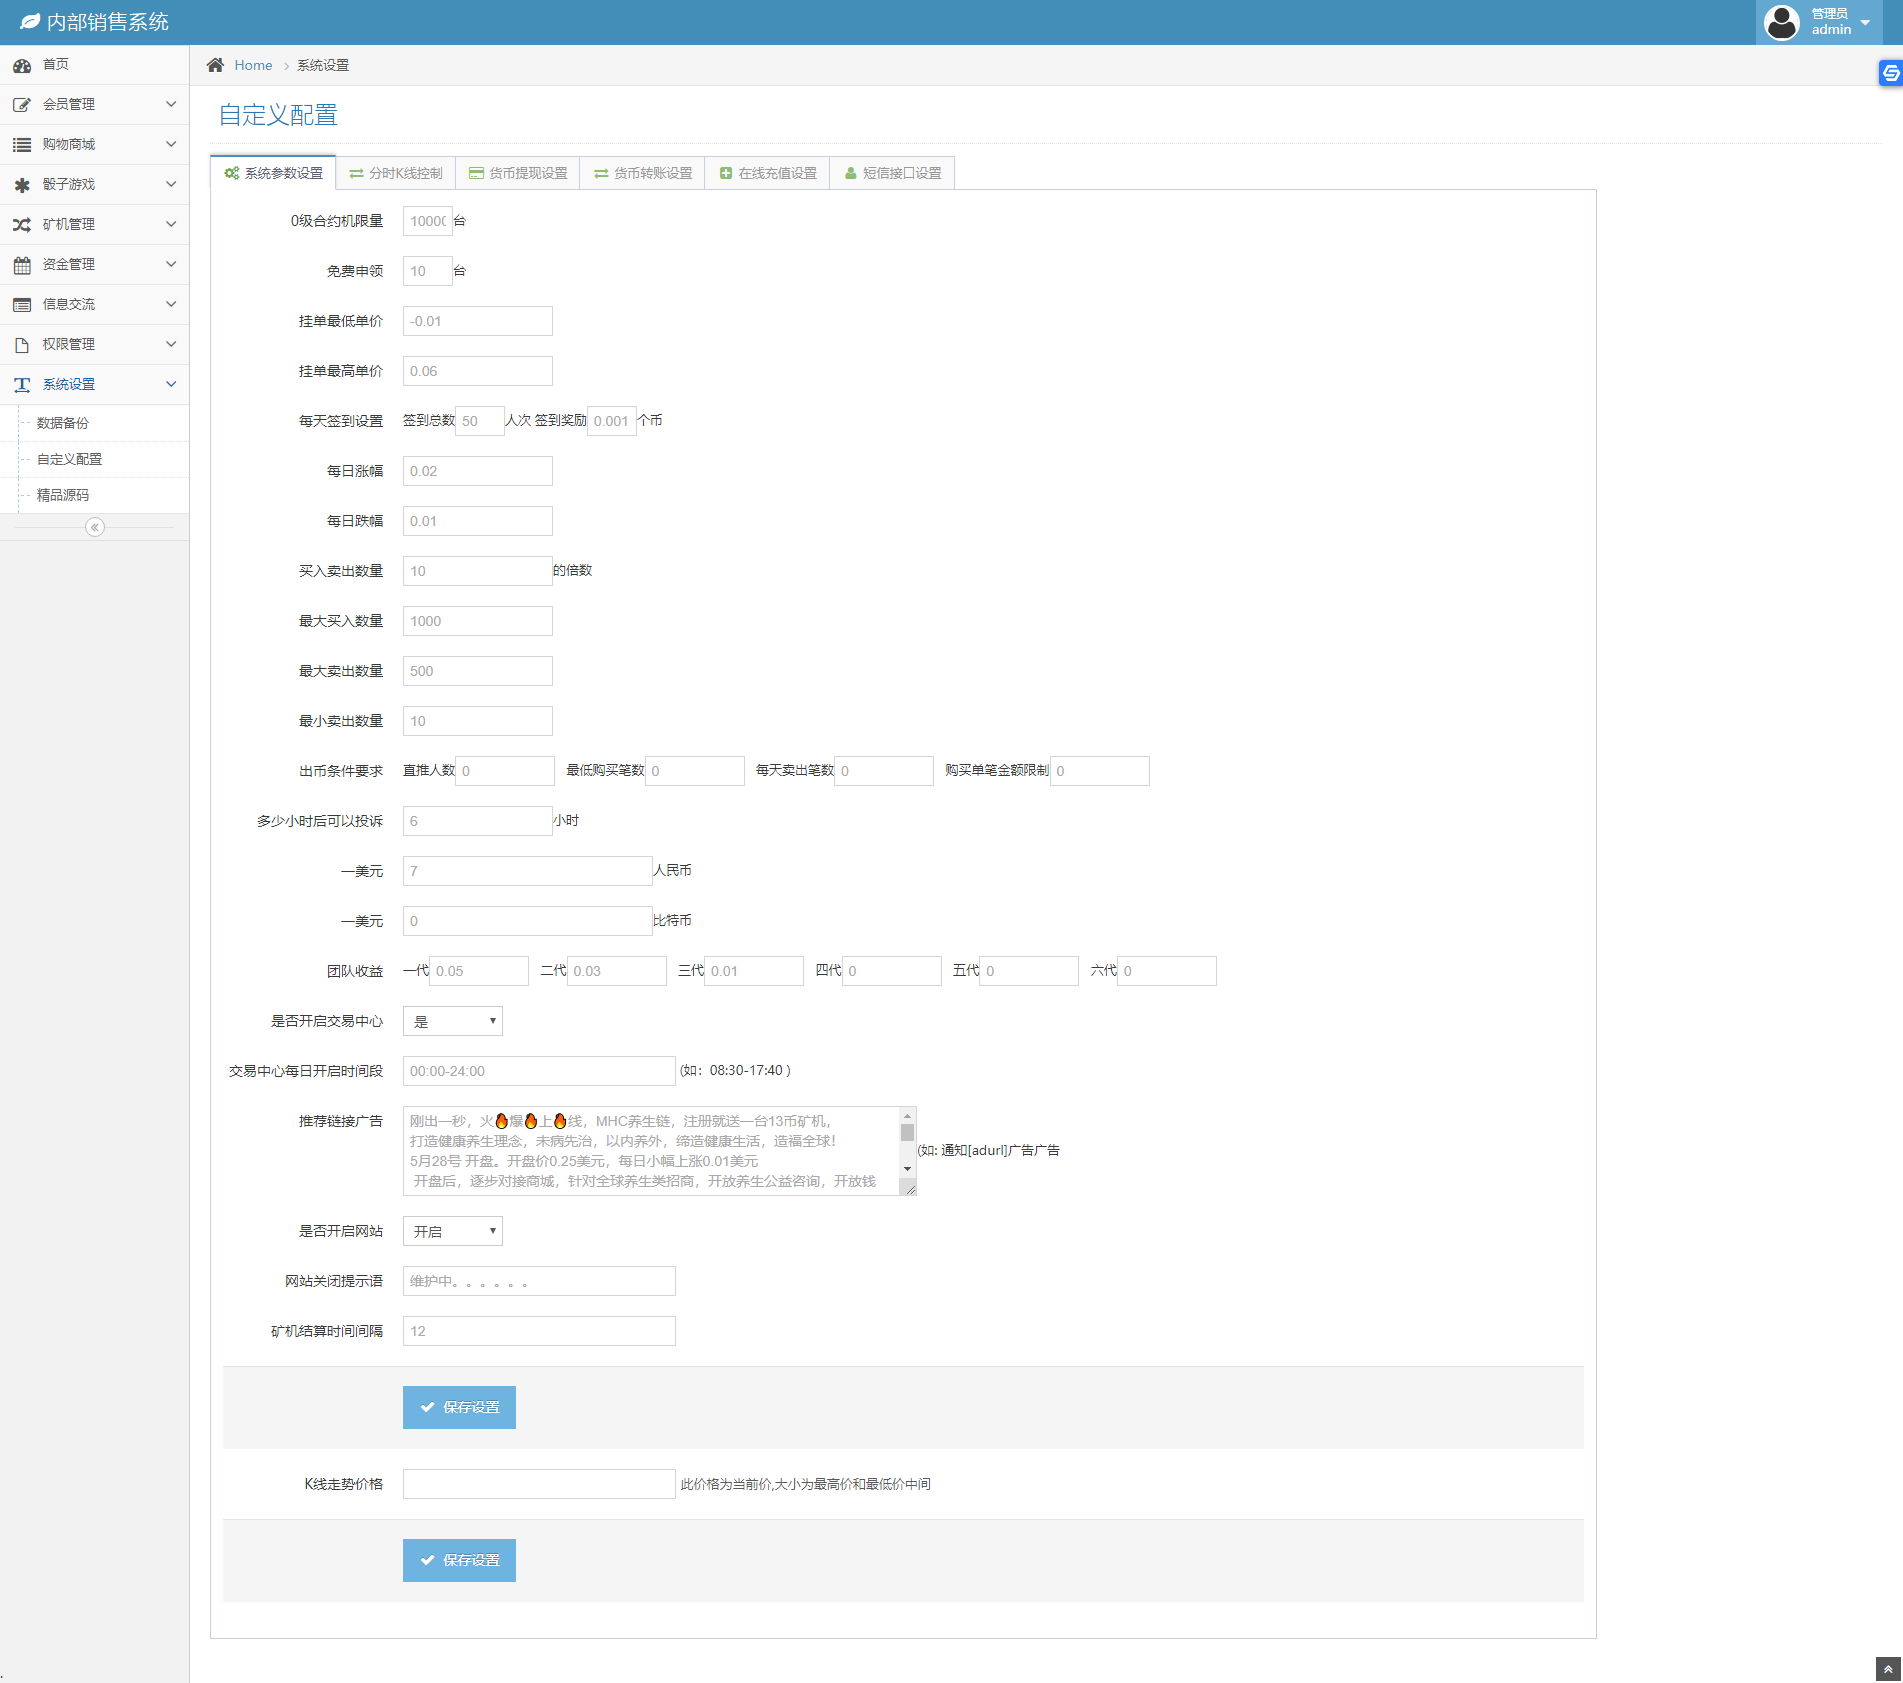 内部销售系统
管理员
admin
首页
会员管理
购物商城
骰子游戏
矿机管理
资金管理
信息交流
权限管理
系统设置
数据备份
自定义配置
精品源码
Home 系统设置
自定义配置
系统参数设置 分时K线控制 货币提现设置 货币转账设置 在线充值设置 短信接口设置
0级合约机限量 1000 台
免费申领 10 台
挂单最低单价 -0.01
挂单最高单价 0.06
每天签到设置 签到总数 50 人次 签到奖励 0.001 个币
每日涨幅 0.02
每日跌幅 0.01
买入卖出数量 10 的倍数
最大买入数量 1000
最大卖出数量 500
最小卖出数量 10
出币条件要求 直推人数 0 最低购买笔数 0 每天卖出笔数 0 购买单笔金额限制 0
多少小时后可以投诉 6 小时
一美元 7 人民币
一美元 0 比特币
团队收益 一代 0.05 二代 0.03 三代 0.01 四代 0 五代 0 六代 0
是否开启交易中心 是
交易中心每日开启时间段 00:00-24:00 (如：08:30-17:40 )
推荐链接广告 刚出一秒，火🔥爆🔥上🔥线，MHC养生链，注册就送一台13币矿机，
打造健康养生理念，未病先治，以内养外，缔造健康生活，造福全球！
5月28号 开盘。开盘价0.25美元，每日小幅上涨0.01美元
开盘后，逐步对接商城，针对全球养生类招商，开放养生公益咨询，开放钱
(如: 通知[adurl]广告广告
是否开启网站 开启
网站关闭提示语 维护中。。。。。。
矿机结算时间间隔 12
保存设置
K线走势价格 此价格为当前价,大小为最高价和最低价中间
保存设置